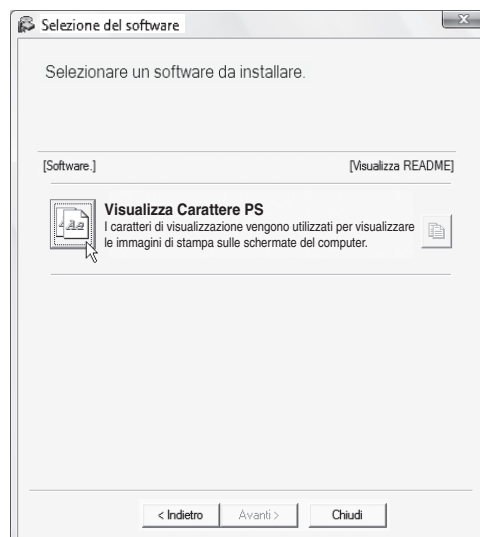 Selezione del software
Selezionare un software da installare.
[Software.] [Visualizza README]
Visualizza Carattere PS
I caratteri di visualizzazione vengono utilizzati per visualizzare
le immagini di stampa sulle schermate del computer.
< Indietro Avanti > Chiudi